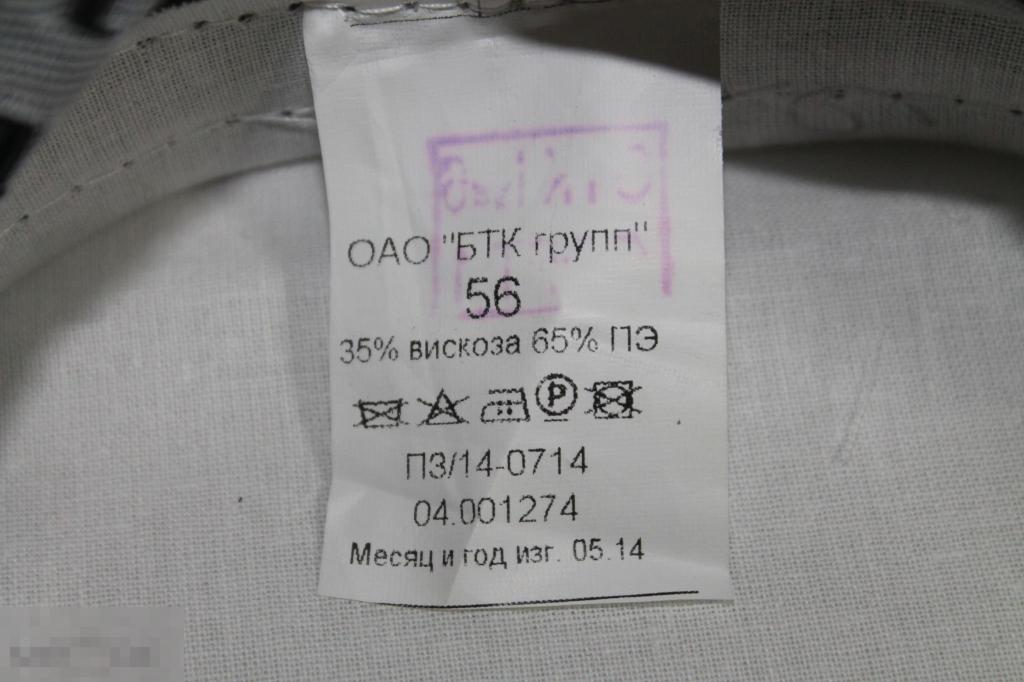 ОАО "БТК групп"
56
35% вискоза 65% ПЭ
P
ПЗ/14-0714
04.001274
Месяц и год изг. 05.14